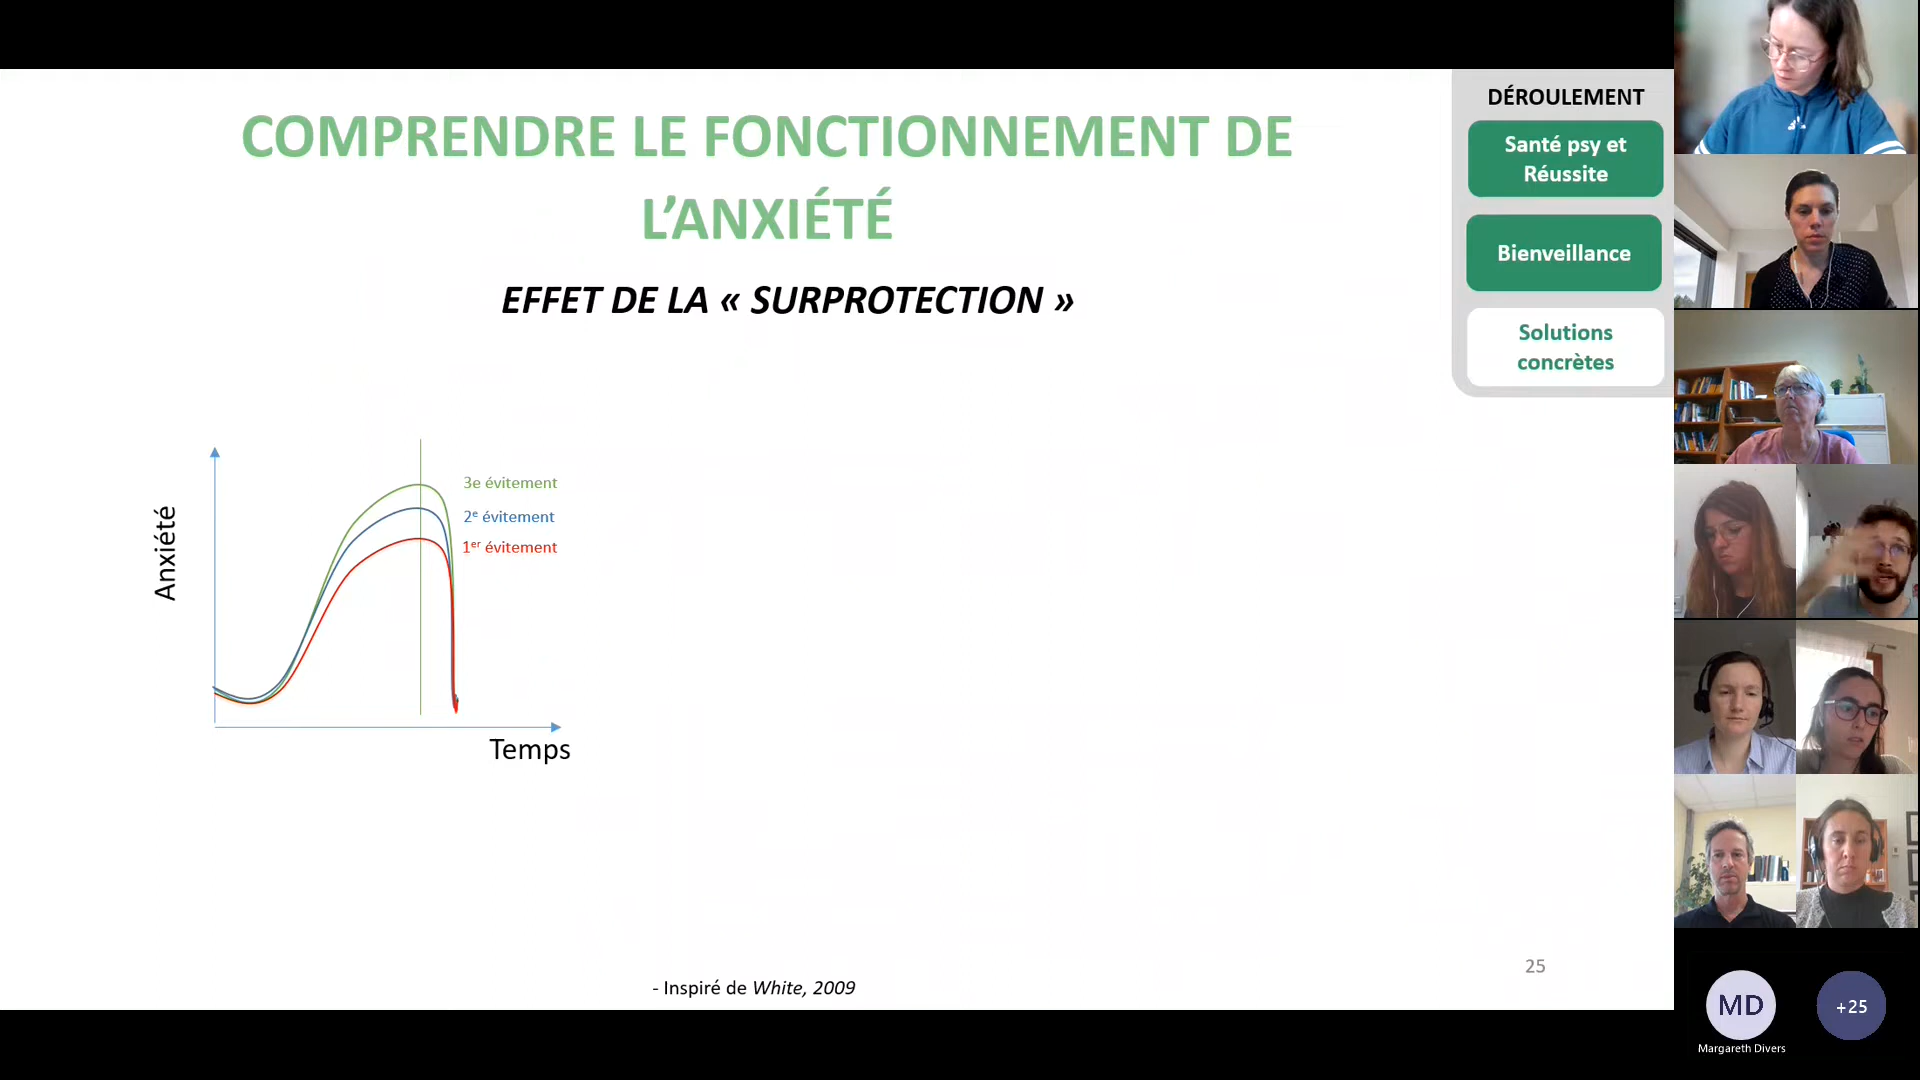 COMPRENDRE LE FONCTIONNEMENT DE
L’ANXIÉTÉ
EFFET DE LA « SURPROTECTION »
Anxiété
3e évitement
2e évitement
1er évitement
Temps
- Inspiré de White, 2009
25
DÉROULEMENT
Santé psy et
Réussite
Bienveillance
Solutions
concrètes
MD
+25
Margareth Divers